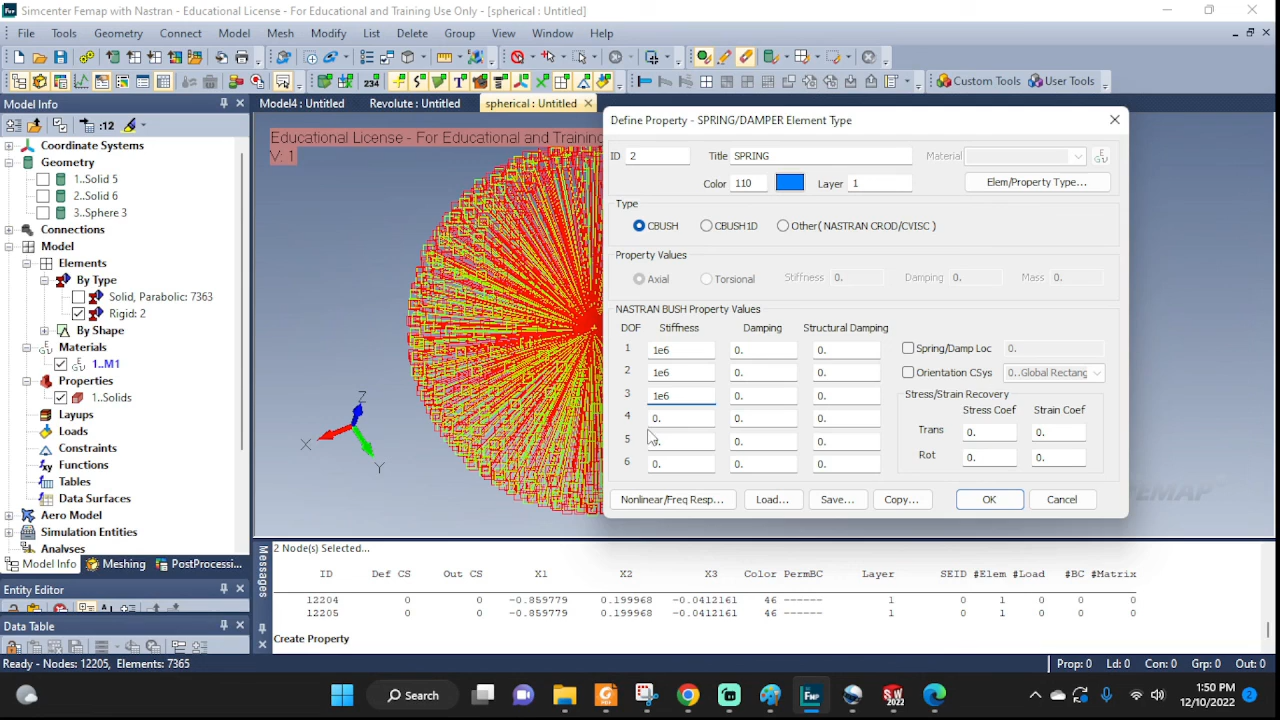 Simcenter Femap with Nastran - Educational License - For Educational and Training Use Only - [spherical : Untitled]
File Tools Geometry Connect Model Mesh Modify List Delete Group View Window Help
234
Custom Tools User Tools
Model Info
:12
Coordinate Systems
Geometry
1..Solid 5
2..Solid 6
3..Sphere 3
Connections
Model
Elements
By Type
Solid, Parabolic: 7363
Rigid: 2
By Shape
Materials
1..M1
Properties
1..Solids
Layups
Loads
Constraints
Functions
Tables
Data Surfaces
Aero Model
Simulation Entities
Analyses
Model Info Meshing PostProcessi...
Entity Editor
Data Table
Model4 : Untitled Revolute : Untitled spherical : Untitled
Educational License - For Educational and Training
V: 1
X Y Z
Define Property - SPRING/DAMPER Element Type
ID 2 Title SPRING Material
Color 110 Layer 1 Elem/Property Type...
Type
CBUSH CBUSH1D Other( NASTRAN CROD/CVISC )
Property Values
Axial Torsional Stiffness 0. Damping 0. Mass 0.
NASTRAN BUSH Property Values
DOF Stiffness Damping Structural Damping
1 1e6 0. 0.
2 1e6 0. 0.
3 1e6 0. 0.
4 0. 0. 0.
5 0. 0. 0.
6 0. 0. 0.
Spring/Damp Loc 0.
Orientation CSys 0..Global Rectang
Stress/Strain Recovery
Stress Coef Strain Coef
Trans 0. 0.
Rot 0. 0.
Nonlinear/Freq Resp... Load... Save... Copy... OK Cancel
Messages
2 Node(s) Selected...
ID Def CS Out CS X1 X2 X3 Color PermBC Layer SEID #Elem #Load #BC #Matrix
12204 0 0 -0.859779 0.199968 -0.0412161 46 ------ 1 0 1 0 0 0
12205 0 0 -0.859779 0.199968 -0.0412161 46 ------ 1 0 1 0 0 0
Create Property
Ready - Nodes: 12205, Elements: 7365 Prop: 0 Ld: 0 Con: 0 Grp: 0 Out: 0
Search
1:50 PM
12/10/2022
2